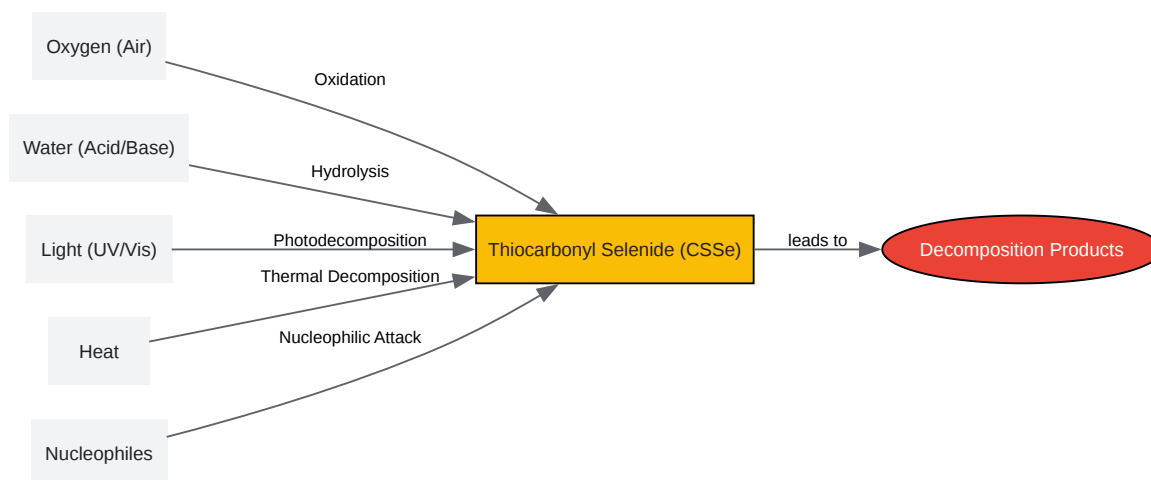 Oxygen (Air)
Oxidation
Water (Acid/Base)
Hydrolysis
Light (UV/Vis)
Photodecomposition
Thiocarbonyl Selenide (CSSe)
leads to
Decomposition Products
Thermal Decomposition
Heat
Nucleophilic Attack
Nucleophiles